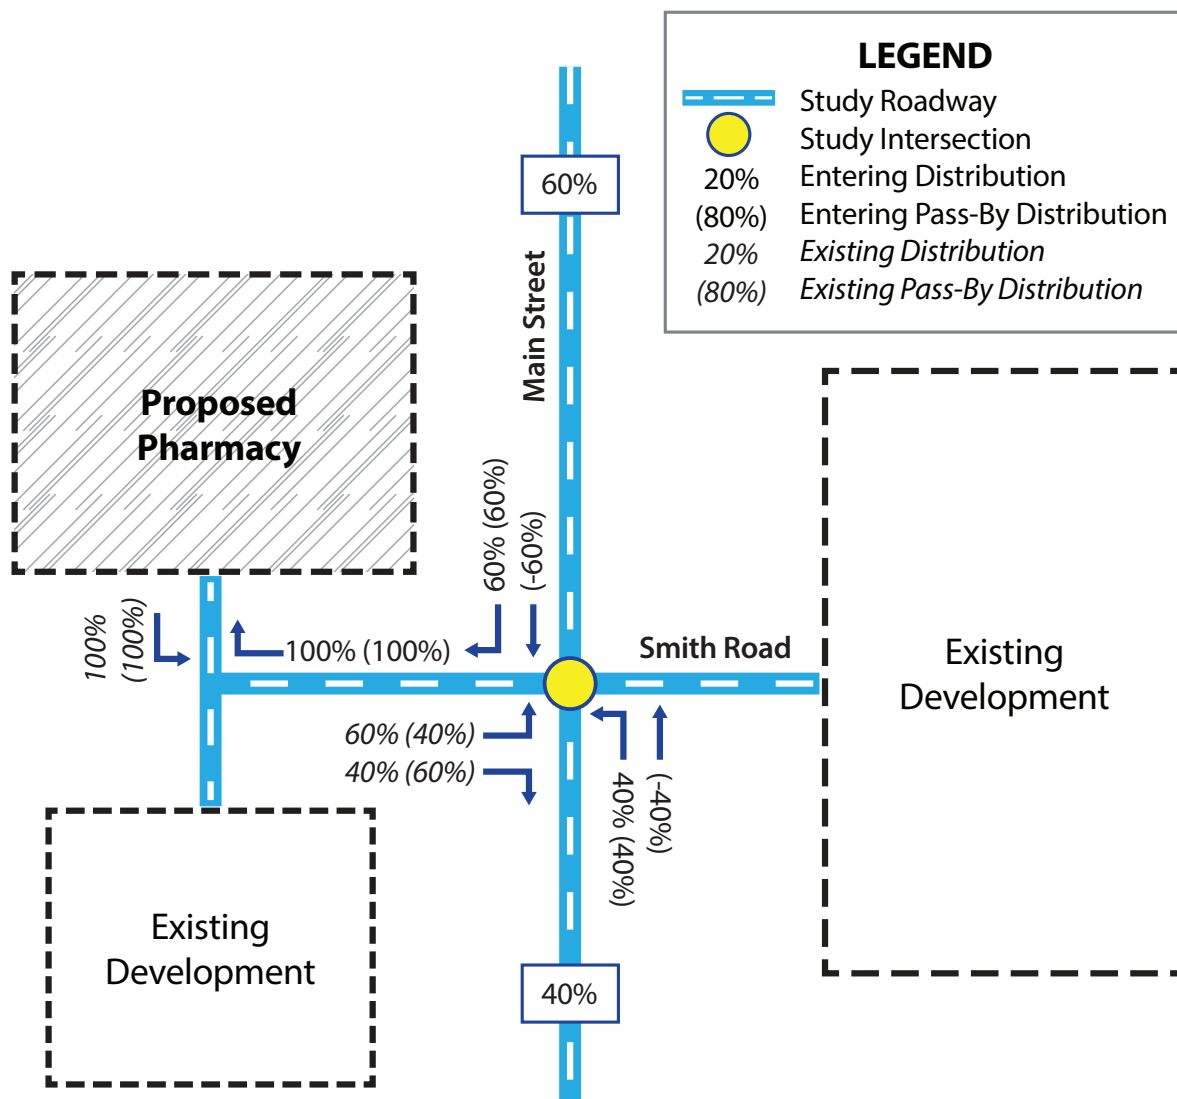 LEGEND
Study Roadway
Study Intersection
20% Entering Distribution
(80%) Entering Pass-By Distribution
20% Existing Distribution
(80%) Existing Pass-By Distribution
60%
Main Street
Proposed
Pharmacy
60% (60%)
(-60%)
100%
(100%)
100% (100%)
Smith Road
Existing
Development
60% (40%)
40% (60%)
(-40%)
40% (40%)
Existing
Development
40%